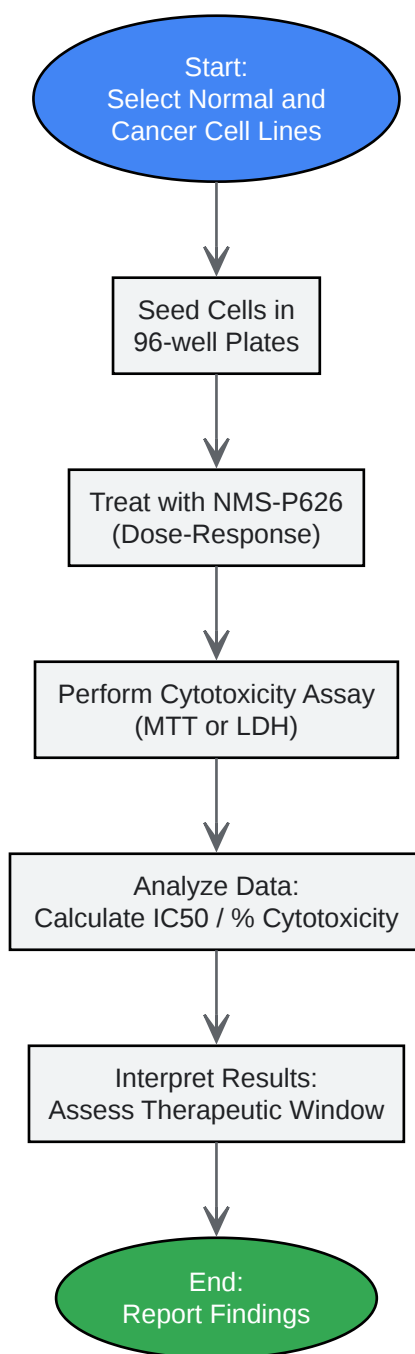 Start:
Select Normal and
Cancer Cell Lines
Seed Cells in
96-well Plates
Treat with NMS-P626
(Dose-Response)
Perform Cytotoxicity Assay
(MTT or LDH)
Analyze Data:
Calculate IC50 / % Cytotoxicity
Interpret Results:
Assess Therapeutic Window
End:
Report Findings